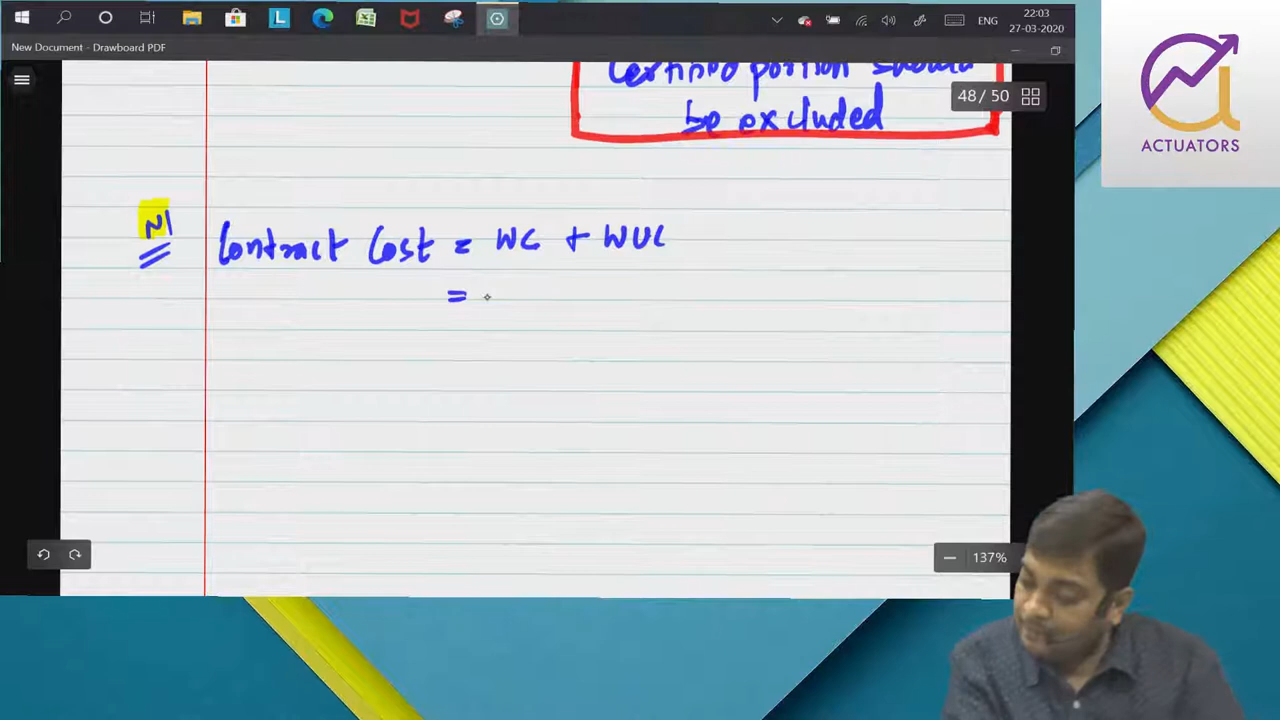 22:03
ENG
27-03-2020
New Document - Drawboard PDF
portion should
be excluded
48 / 50
ACTUATORS
N1
Contract Cost = WC + WUC
=
137%